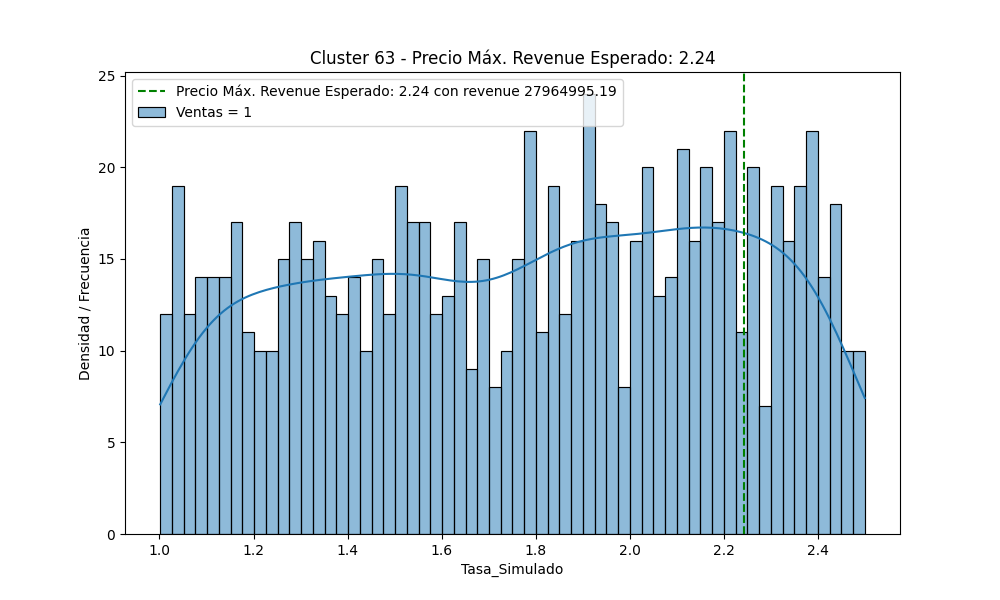 Cluster 63 - Precio Máx. Revenue Esperado: 2.24
Precio Máx. Revenue Esperado: 2.24 con revenue 27964995.19
Ventas = 1
25
20
15
10
5
0
Densidad / Frecuencia
1.0 1.2 1.4 1.6 1.8 2.0 2.2 2.4
Tasa_Simulado